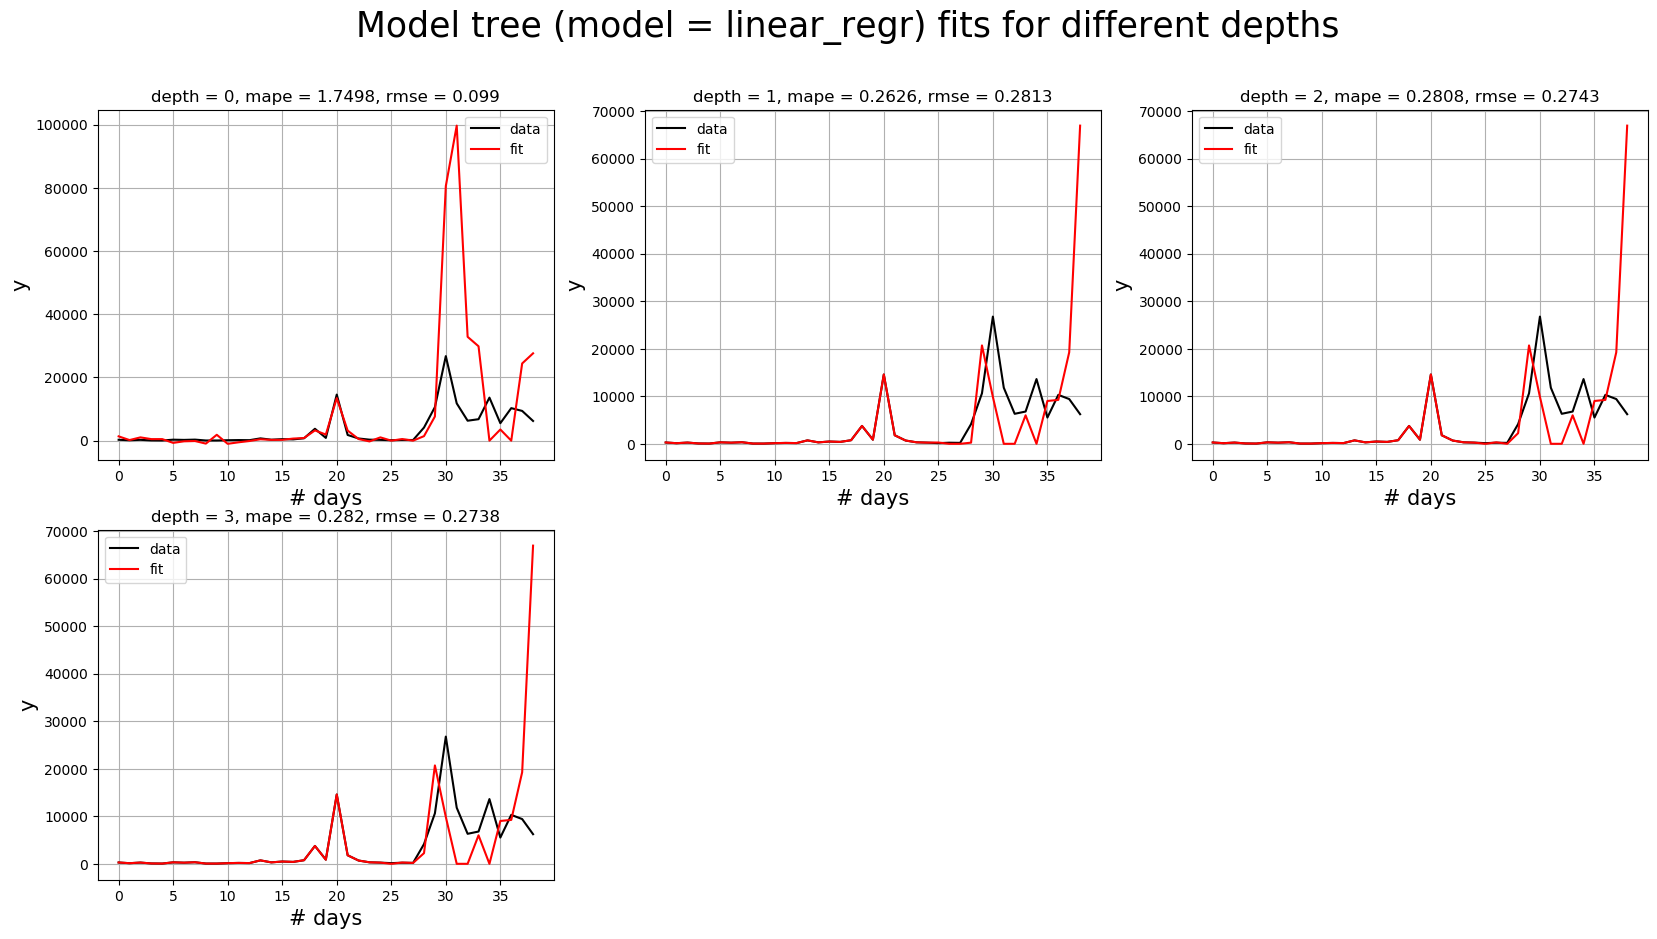 Model tree (model = linear_regr) fits for different depths
depth = 0, mape = 1.7498, rmse = 0.099
100000
80000
60000
40000
20000
0
y
data
fit
0 5 10 15 20 25 30 35
# days
depth = 1, mape = 0.2626, rmse = 0.2813
70000
60000
50000
40000
30000
20000
10000
0
y
data
fit
0 5 10 15 20 25 30 35
# days
depth = 2, mape = 0.2808, rmse = 0.2743
70000
60000
50000
40000
30000
20000
10000
0
y
data
fit
0 5 10 15 20 25 30 35
# days
depth = 3, mape = 0.282, rmse = 0.2738
70000
60000
50000
40000
30000
20000
10000
0
y
data
fit
0 5 10 15 20 25 30 35
# days